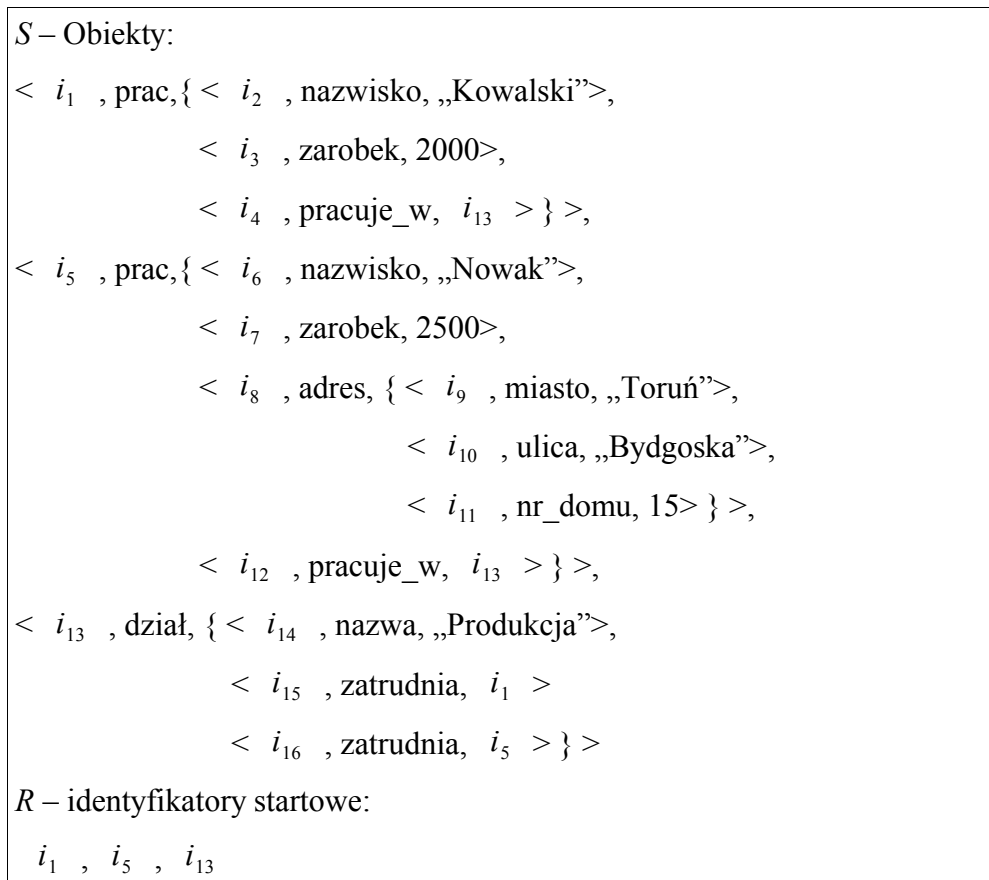 S – Obiekty:
< i₁ , prac,{ < i₂ , nazwisko, „Kowalski”>,
< i₃ , zarobek, 2000>,
< i₄ , pracuje_w, i₁₃ > } >,
< i₅ , prac,{ < i₆ , nazwisko, „Nowak”>,
< i₇ , zarobek, 2500>,
< i₈ , adres, { < i₉ , miasto, „Toruń”>,
< i₁₀ , ulica, „Bydgoska”>,
< i₁₁ , nr_domu, 15> } >,
< i₁₂ , pracuje_w, i₁₃ > } >,
< i₁₃ , dział, { < i₁₄ , nazwa, „Produkcja”>,
< i₁₅ , zatrudnia, i₁ >
< i₁₆ , zatrudnia, i₅ > } >
R – identyfikatory startowe:
i₁ , i₅ , i₁₃